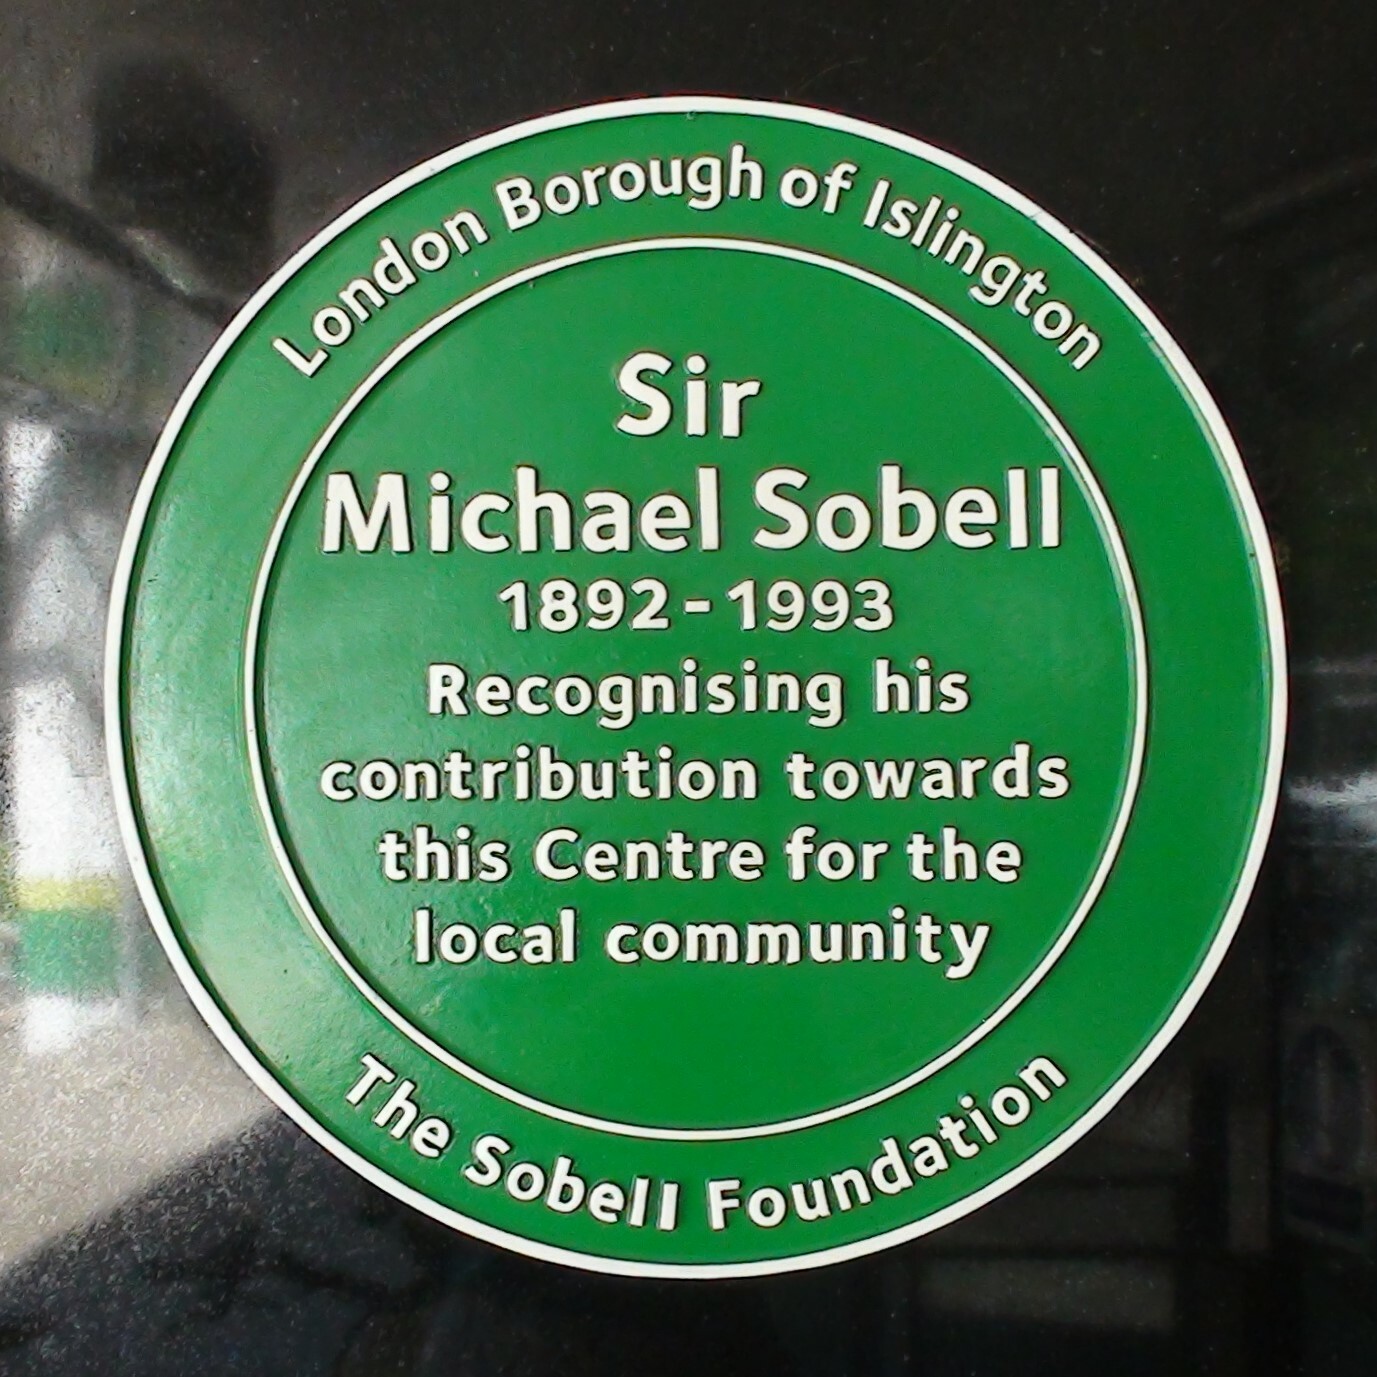 London Borough of Islington
Sir
Michael Sobell
1892-1993
Recognising his
contribution towards
this Centre for the
local community
The Sobell Foundation